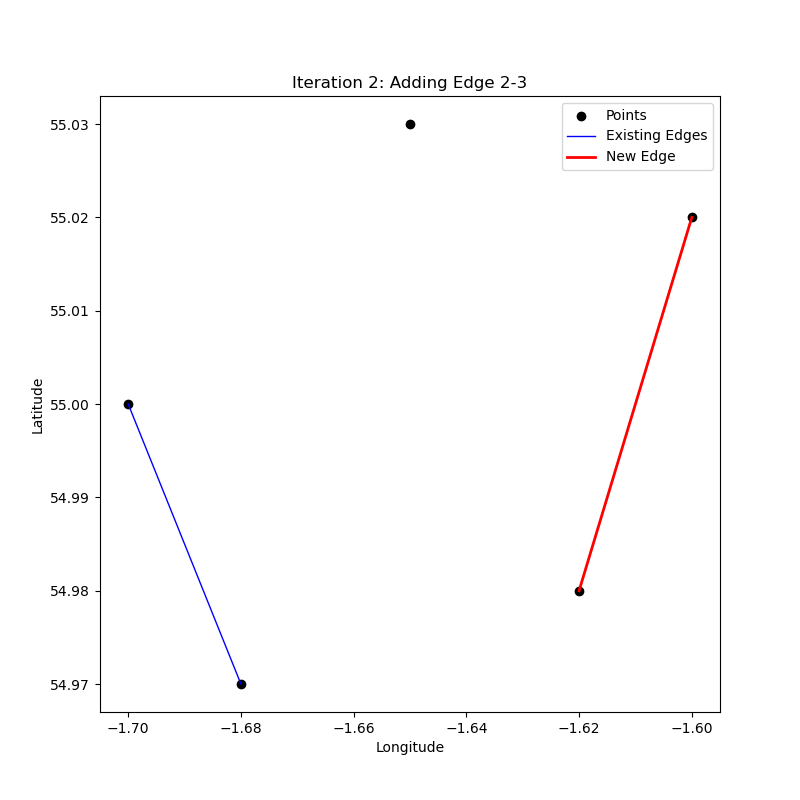 Iteration 2: Adding Edge 2-3
Points
Existing Edges
New Edge
55.03
55.02
55.01
55.00
54.99
54.98
54.97
Latitude
−1.70
−1.68
−1.66
−1.64
−1.62
−1.60
Longitude